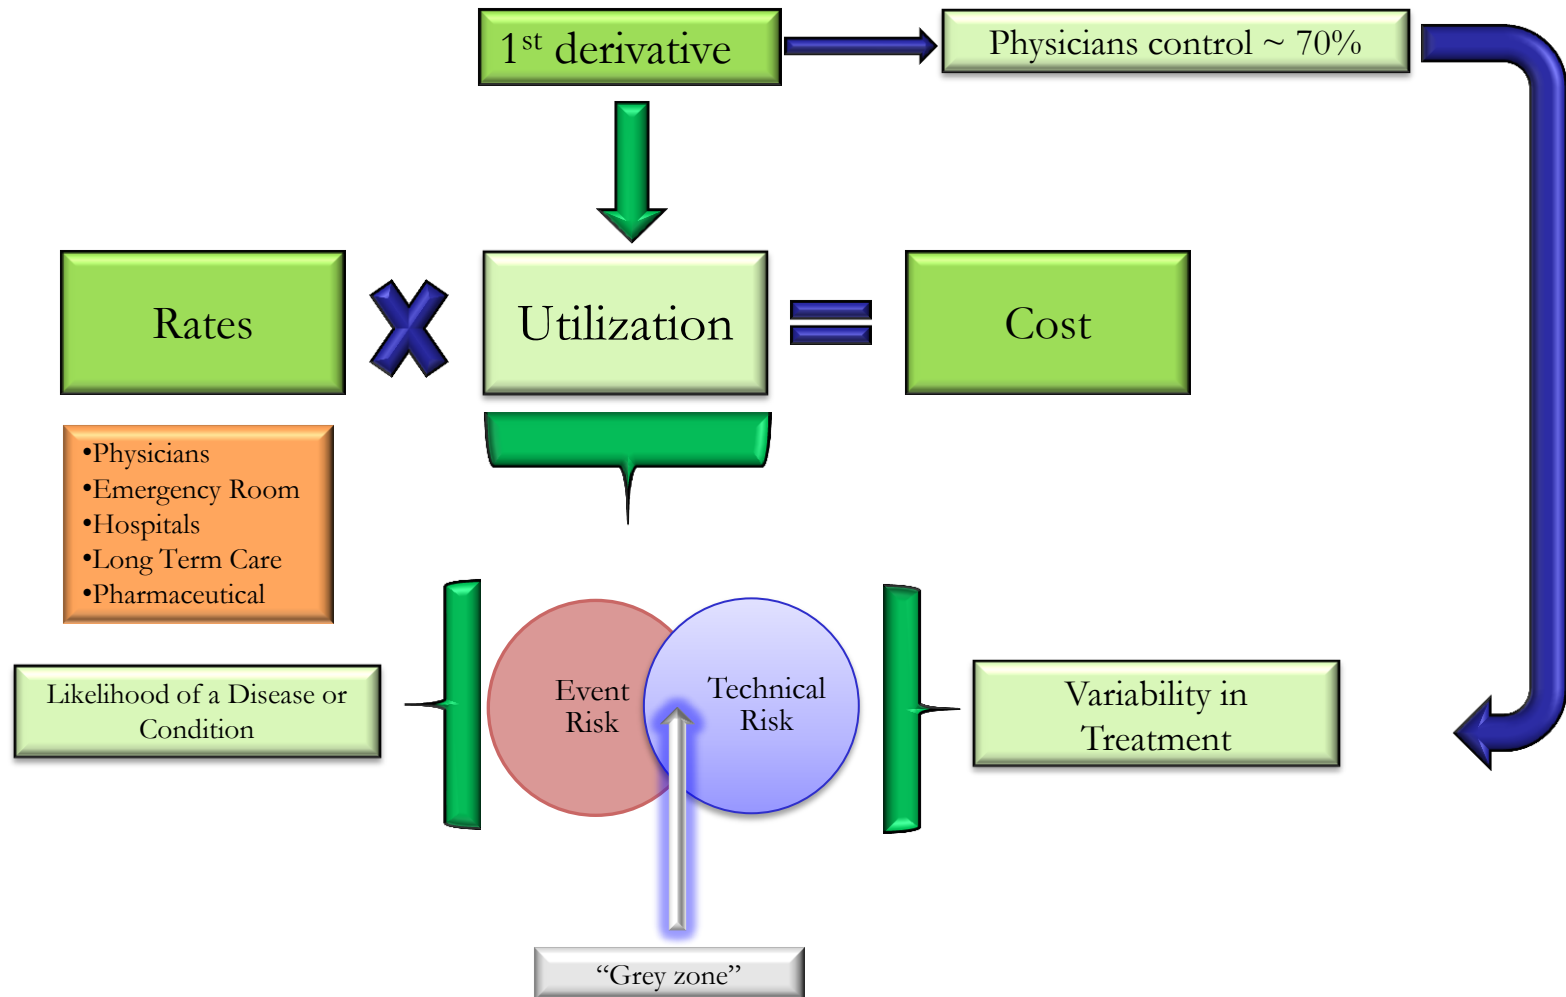 1st derivative
Physicians control ~ 70%
Rates
Utilization
Cost
•Physicians
•Emergency Room
•Hospitals
•Long Term Care
•Pharmaceutical
Likelihood of a Disease or
Condition
Event
Risk
Technical
Risk
Variability in
Treatment
“Grey zone”